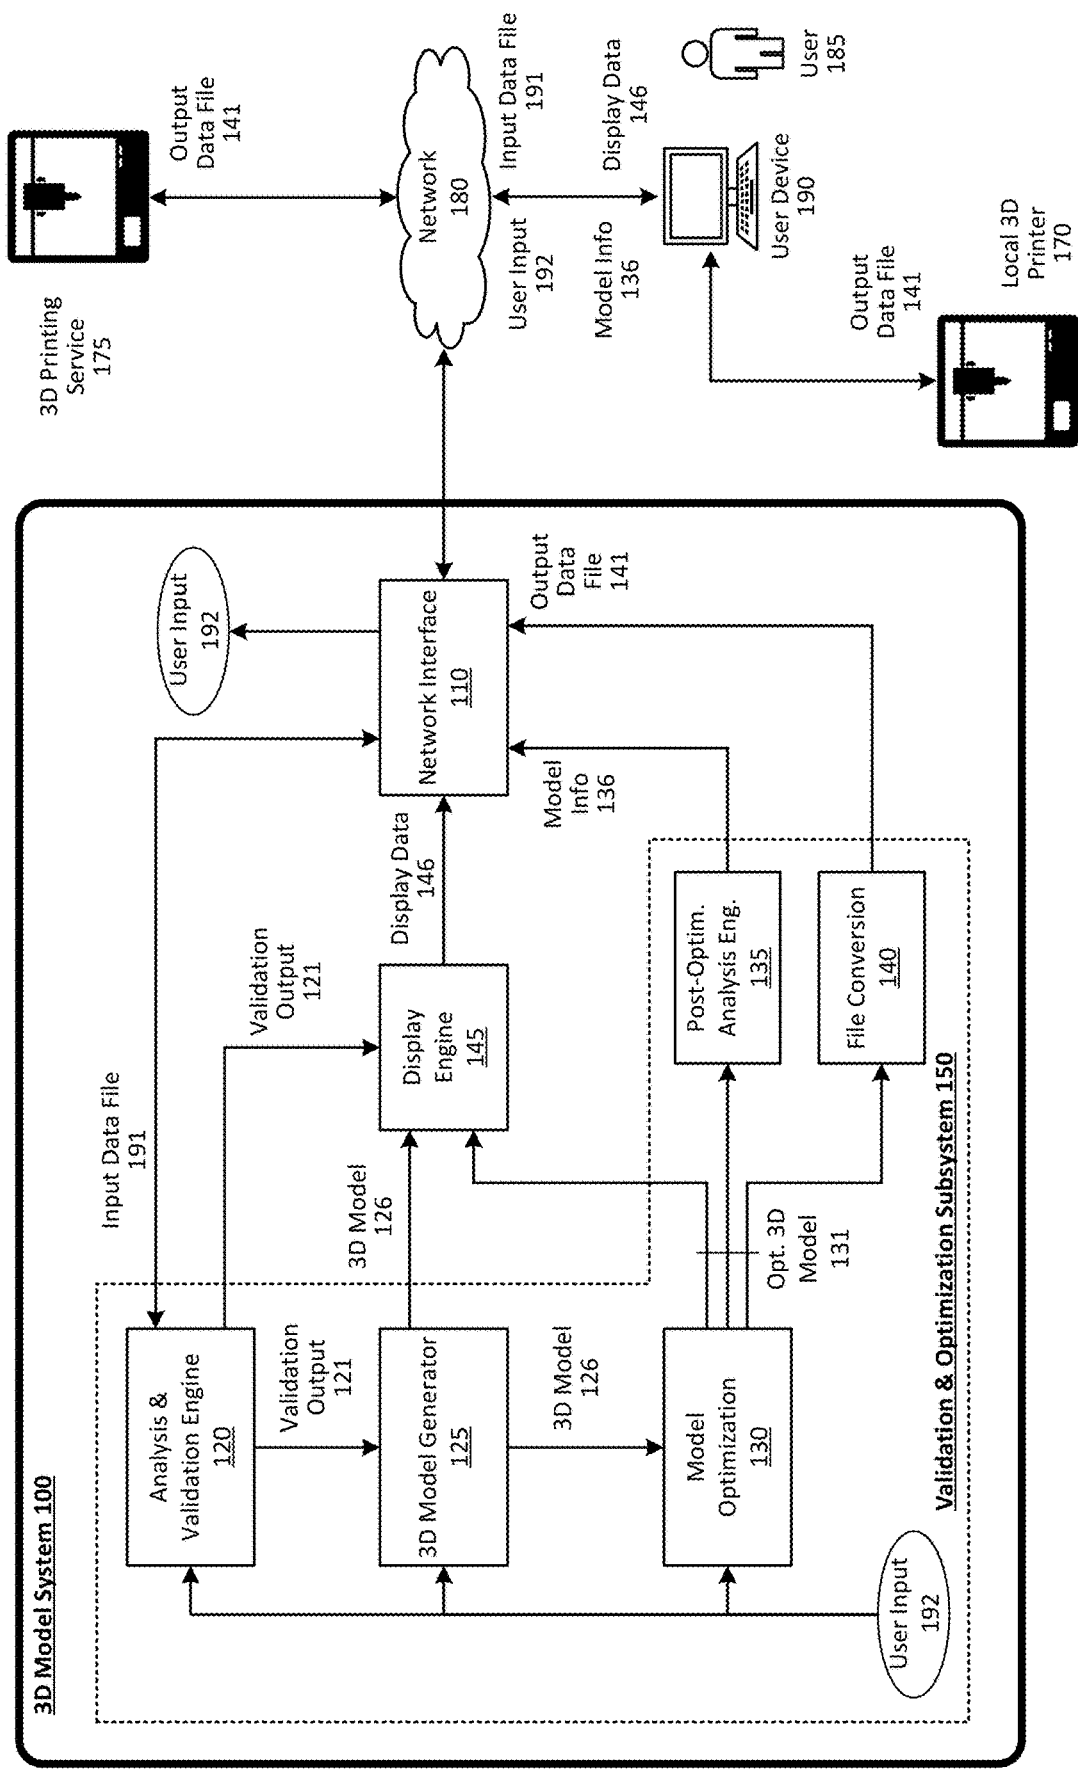 3D Model System 100
Analysis &
Validation Engine
120
Input Data File
191
Validation
Output
121
Validation
Output
121
3D Model Generator
125
3D Model
126
3D Model
126
Model
Optimization
130
Opt. 3D
Model
131
User Input
192
Validation & Optimization Subsystem 150
Display
Engine
145
Display Data
146
Post-Optim.
Analysis Eng.
135
File Conversion
140
User Input
192
Network Interface
110
Model
Info
136
Output
Data
File
141
3D Printing
Service
175
Output
Data File
141
Network
180
User Input
192
Input Data File
191
Model Info
136
Display Data
146
User Device
190
User
185
Output
Data File
141
Local 3D
Printer
170